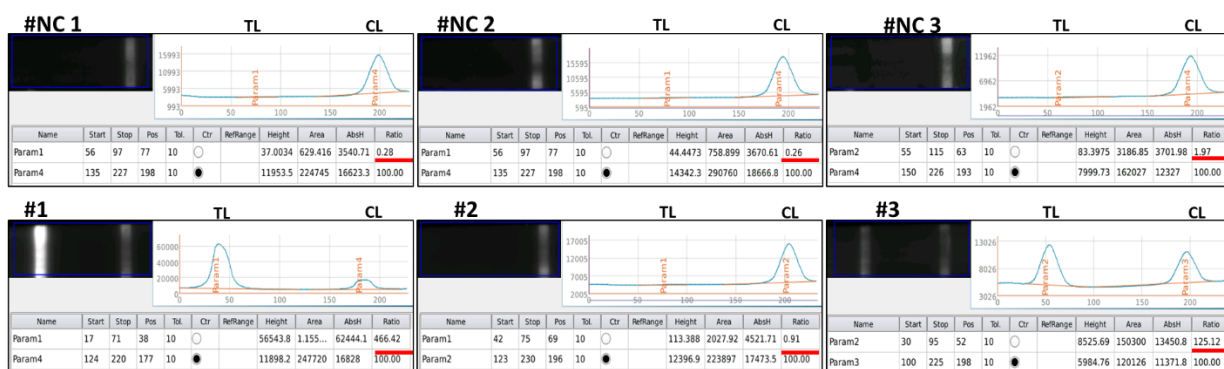 #NC 1 TL CL
15993
10993
5993
993
0 50 100 150 200
Param1 Param4
Name Start Stop Pos Tol. Ctr RefRange Height Area AbsH Ratio
Param1 56 97 77 10 37.0034 629.416 3540.71 0.28
Param4 135 227 198 10 11953.5 224745 16623.3 100.00
#NC 2 TL CL
15595
10595
5595
595
0 50 100 150 200
Param1 Param4
Name Start Stop Pos Tol. Ctr RefRange Height Area AbsH Ratio
Param1 56 97 77 10 44.4473 758.899 3670.61 0.26
Param4 135 227 198 10 14342.3 290760 18666.8 100.00
#NC 3 TL CL
11962
6962
1962
0 50 100 150 200
Param2 Param4
Name Start Stop Pos Tol. Ctr RefRange Height Area AbsH Ratio
Param2 55 115 63 10 83.3975 3186.85 3701.98 1.97
Param4 150 226 193 10 7999.73 162027 12327 100.00
#1 TL CL
60000
40000
20000
0
0 50 100 150 200
Param1 Param4
Name Start Stop Pos Tol. Ctr RefRange Height Area AbsH Ratio
Param1 17 71 38 10 56543.8 1.155... 62444.1 466.42
Param4 124 220 177 10 11898.2 247720 16828 100.00
#2 TL CL
17005
12005
7005
2005
0 50 100 150 200
Param1 Param2
Name Start Stop Pos Tol. Ctr RefRange Height Area AbsH Ratio
Param1 42 75 69 10 113.388 2027.92 4521.71 0.91
Param2 123 230 196 10 12396.9 223897 17473.5 100.00
#3 TL CL
13026
8026
3026
0 50 100 150 200
Param2 Param3
Name Start Stop Pos Tol. Ctr RefRange Height Area AbsH Ratio
Param2 30 95 52 10 8525.69 150300 13450.8 125.12
Param3 100 225 198 10 5984.76 120126 11371.8 100.00